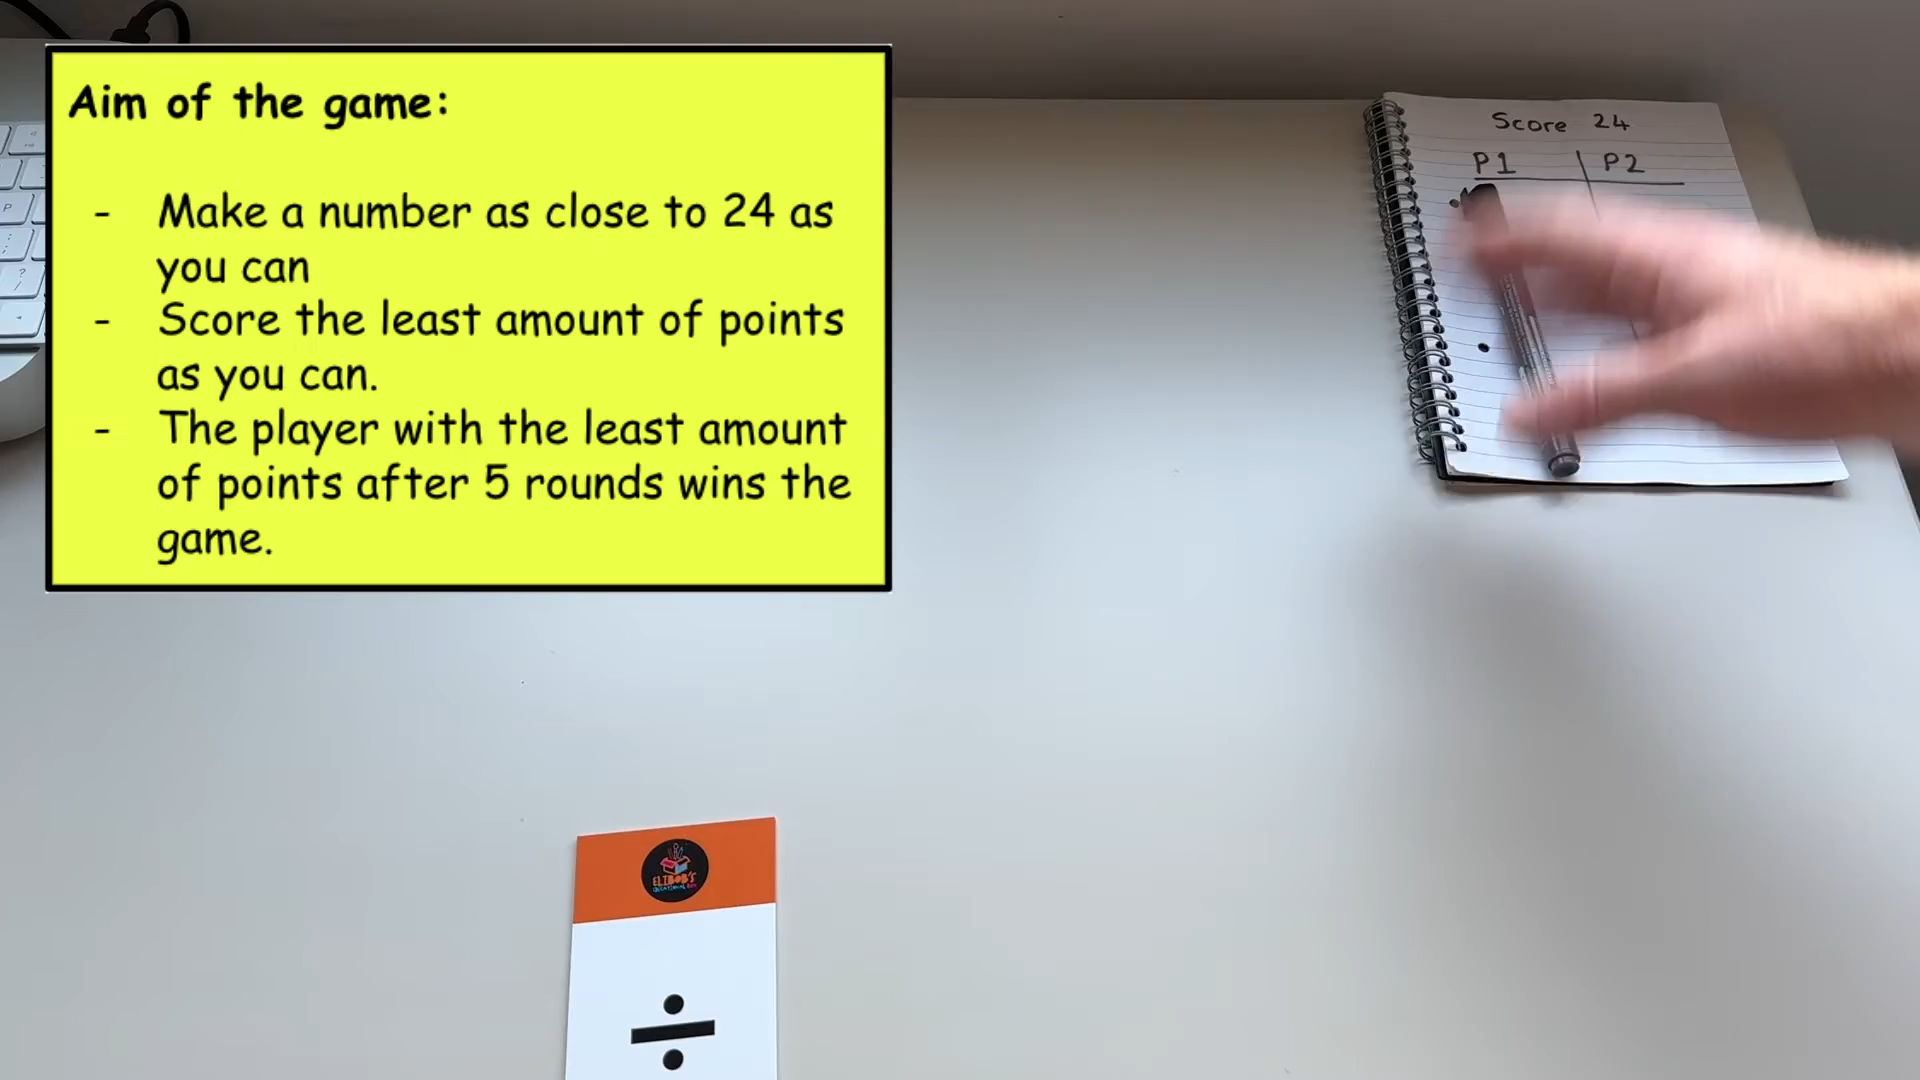 Aim of the game:
- Make a number as close to 24 as
you can
- Score the least amount of points
as you can.
- The player with the least amount
of points after 5 rounds wins the
game.
Score 24
P1 P2
P
?
ELIBOB'S
÷